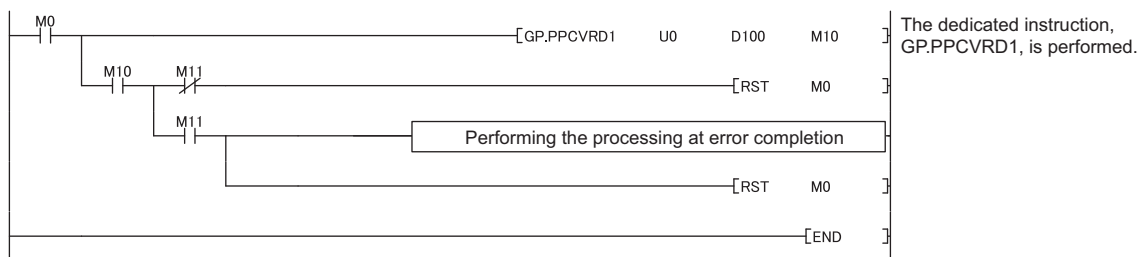 M0
[GP.PPCVRD1 U0 D100 M10 ]
The dedicated instruction,
GP.PPCVRD1, is performed.
M10 M11
[RST M0 ]
M11
Performing the processing at error completion
[RST M0 ]
[END ]